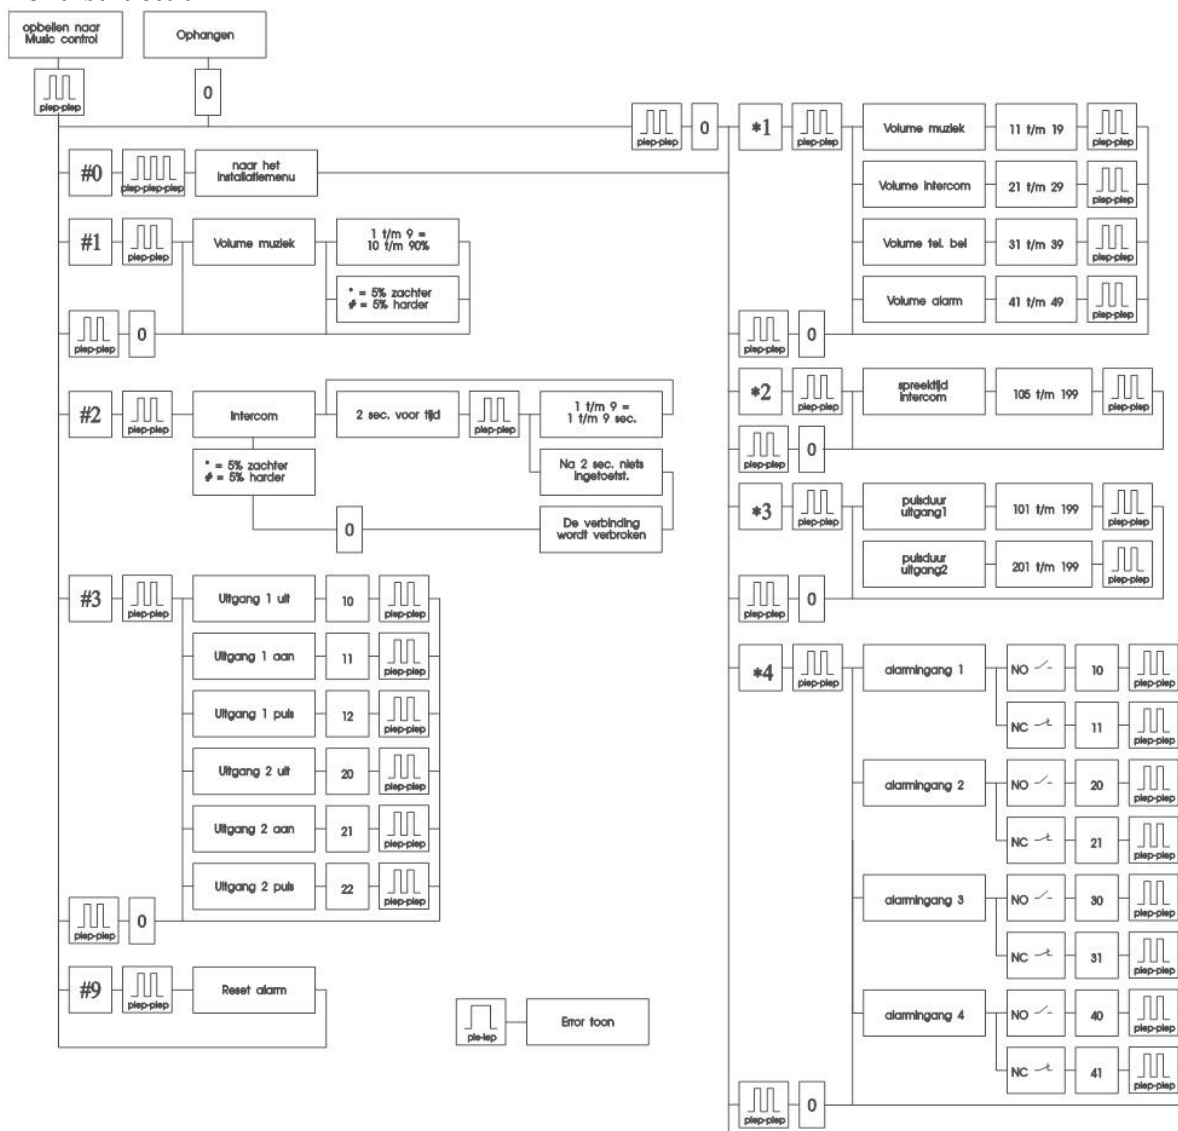 opbellen naar
Music control
Ophangen
piep-piep
0
#0
piep-piep-piep
naar het
installatiemenu
#1
piep-piep
Volume muziek
1 t/m 9 =
10 t/m 90%
* = 5% zachter
# = 5% harder
piep-piep
0
#2
piep-piep
Intercom
2 sec. voor tijd
piep-piep
1 t/m 9 =
1 t/m 9 sec.
* = 5% zachter
# = 5% harder
Na 2 sec. niets
ingetoetst.
0
De verbinding
wordt verbroken
#3
piep-piep
Uitgang 1 uit
10
piep-piep
Uitgang 1 aan
11
piep-piep
Uitgang 1 puls
12
piep-piep
Uitgang 2 uit
20
piep-piep
Uitgang 2 aan
21
piep-piep
Uitgang 2 puls
22
piep-piep
piep-piep
0
#9
piep-piep
Reset alarm
pie-iep
Error toon
piep-piep
0
*1
piep-piep
Volume muziek
11 t/m 19
piep-piep
Volume intercom
21 t/m 29
piep-piep
Volume tel. bel
31 t/m 39
piep-piep
Volume alarm
41 t/m 49
piep-piep
piep-piep
0
*2
piep-piep
spreektijd
intercom
105 t/m 199
piep-piep
piep-piep
0
*3
piep-piep
pulsduur
uitgang1
101 t/m 199
piep-piep
pulsduur
uitgang2
201 t/m 199
piep-piep
piep-piep
0
*4
piep-piep
alarmingang 1
NO
10
piep-piep
NC
11
piep-piep
alarmingang 2
NO
20
piep-piep
NC
21
piep-piep
alarmingang 3
NO
30
piep-piep
NC
31
piep-piep
alarmingang 4
NO
40
piep-piep
NC
41
piep-piep
piep-piep
0